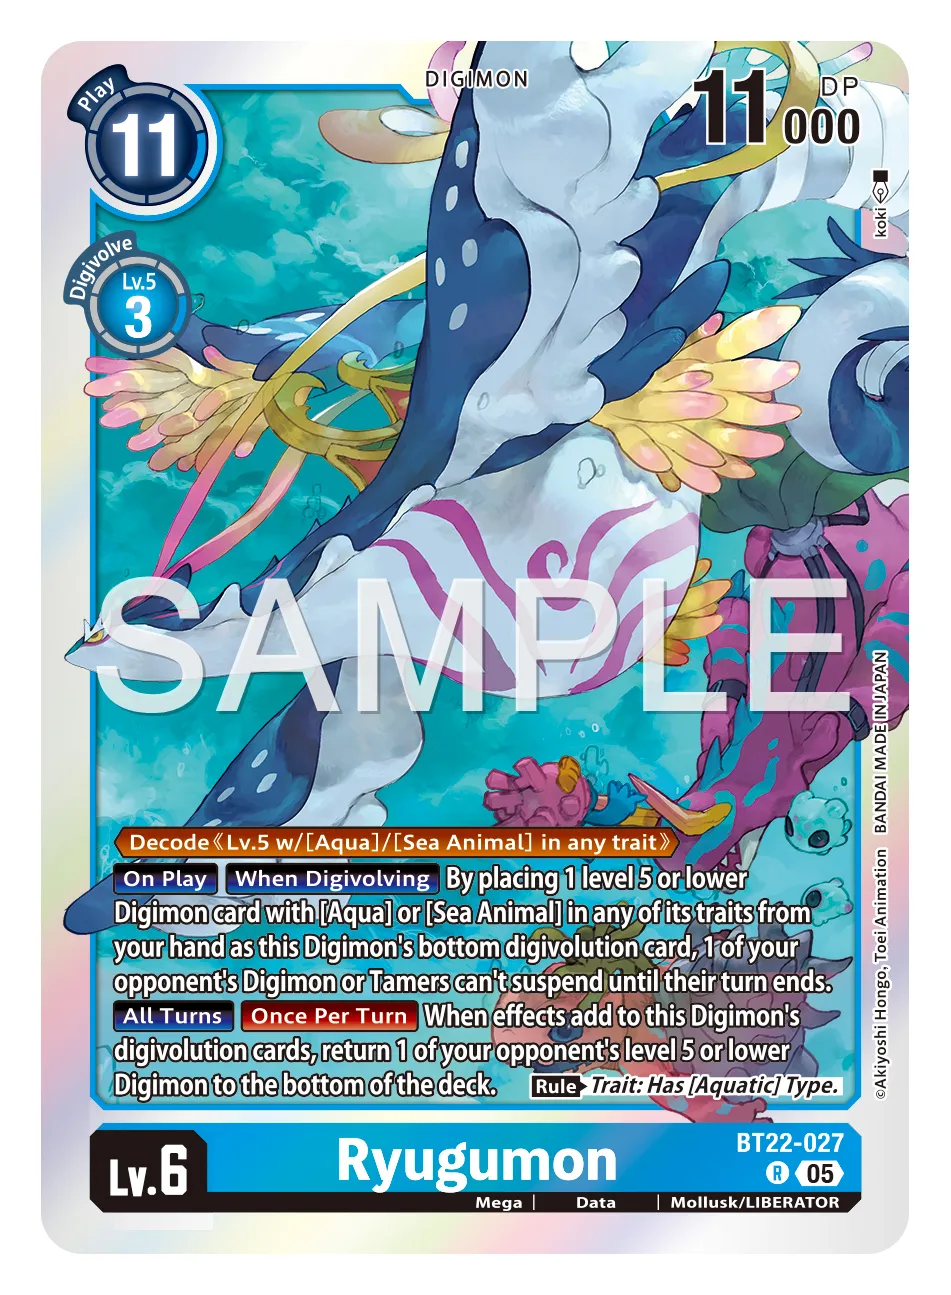 DIGIMON
Play
11
11000
DP
koki
Digivolve
Lv.5
3
SAMPLE
Decode《Lv.5 w/[Aqua]/[Sea Animal] in any trait》
On Play When Digivolving By placing 1 level 5 or lower
Digimon card with [Aqua] or [Sea Animal] in any of its traits from
your hand as this Digimon's bottom digivolution card, 1 of your
opponent's Digimon or Tamers can't suspend until their turn ends.
All Turns Once Per Turn When effects add to this Digimon's
digivolution cards, return 1 of your opponent's level 5 or lower
Digimon to the bottom of the deck. Rule Trait: Has [Aquatic] Type.
©Akiyoshi Hongo, Toei Animation BANDAI MADE IN JAPAN
Lv.6
Ryugumon
BT22-027
R 05
Mega | Data | Mollusk/LIBERATOR